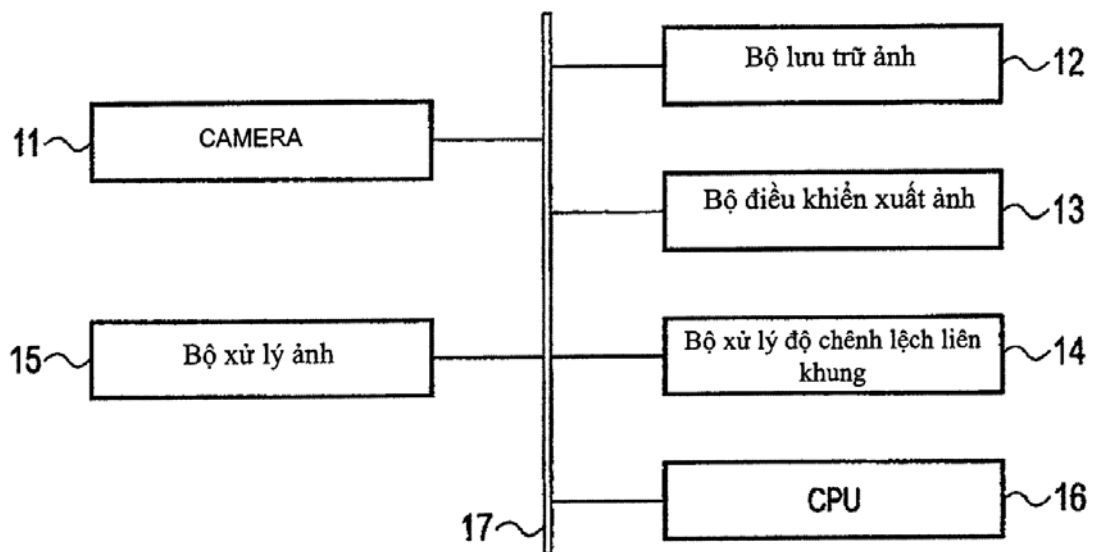 Bộ lưu trữ ảnh
12
11
CAMERA
Bộ điều khiển xuất ảnh
13
15
Bộ xử lý ảnh
Bộ xử lý độ chênh lệch liên
khung
14
CPU
16
17